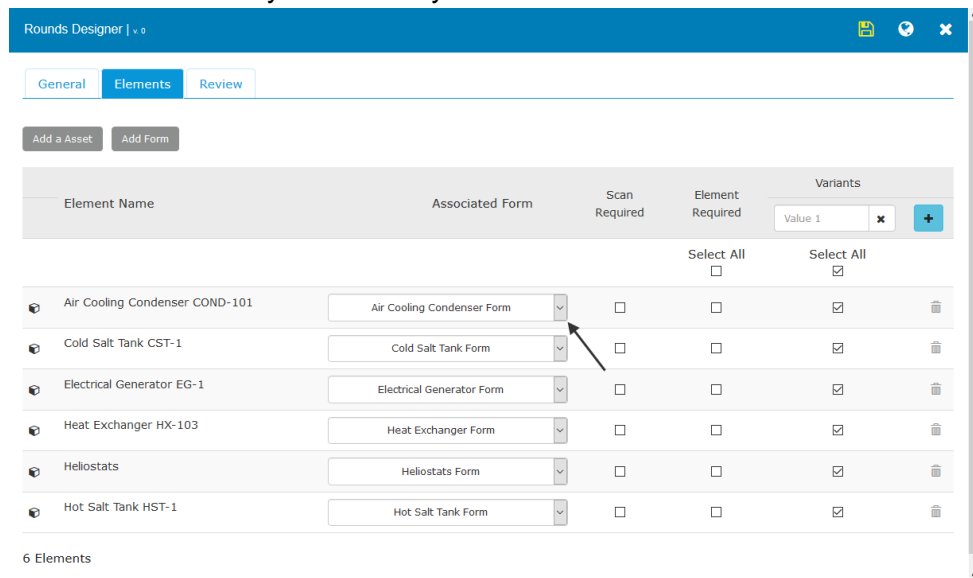 Rounds Designer | v. 0
General Elements Review
Add a Asset Add Form
Variants
Element Name Associated Form Scan Required Element Required
Value 1
Select All Select All
Air Cooling Condenser COND-101 Air Cooling Condenser Form
Cold Salt Tank CST-1 Cold Salt Tank Form
Electrical Generator EG-1 Electrical Generator Form
Heat Exchanger HX-103 Heat Exchanger Form
Heliostats Heliostats Form
Hot Salt Tank HST-1 Hot Salt Tank Form
6 Elements